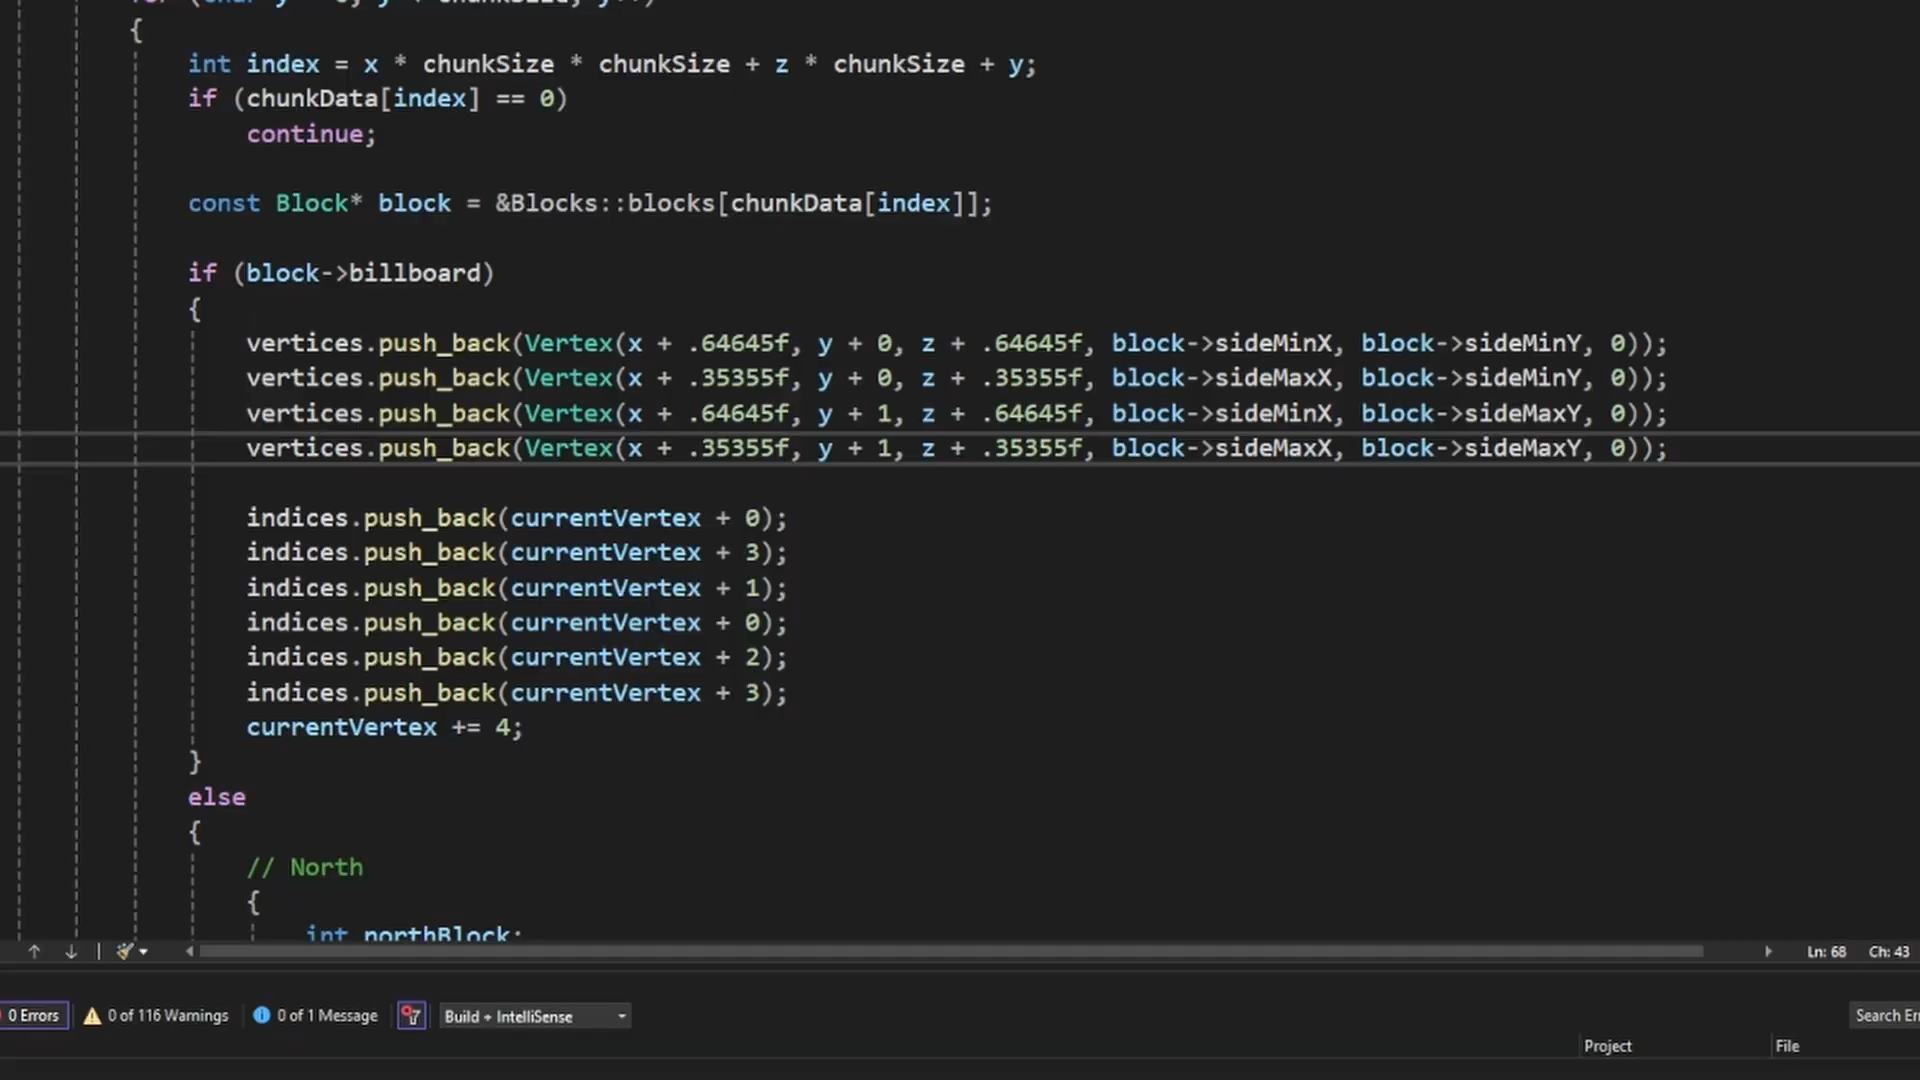 {
int index = x * chunkSize * chunkSize + z * chunkSize + y;
if (chunkData[index] == 0)
continue;
const Block* block = &Blocks::blocks[chunkData[index]];
if (block->billboard)
{
vertices.push_back(Vertex(x + .64645f, y + 0, z + .64645f, block->sideMinX, block->sideMinY, 0));
vertices.push_back(Vertex(x + .35355f, y + 0, z + .35355f, block->sideMaxX, block->sideMinY, 0));
vertices.push_back(Vertex(x + .64645f, y + 1, z + .64645f, block->sideMinX, block->sideMaxY, 0));
vertices.push_back(Vertex(x + .35355f, y + 1, z + .35355f, block->sideMaxX, block->sideMaxY, 0));
indices.push_back(currentVertex + 0);
indices.push_back(currentVertex + 3);
indices.push_back(currentVertex + 1);
indices.push_back(currentVertex + 0);
indices.push_back(currentVertex + 2);
indices.push_back(currentVertex + 3);
currentVertex += 4;
}
else
{
// North
{
int northBlock;
Ln: 68 Ch: 43
0 Errors 0 of 116 Warnings 0 of 1 Message Build + IntelliSense Search
Project File